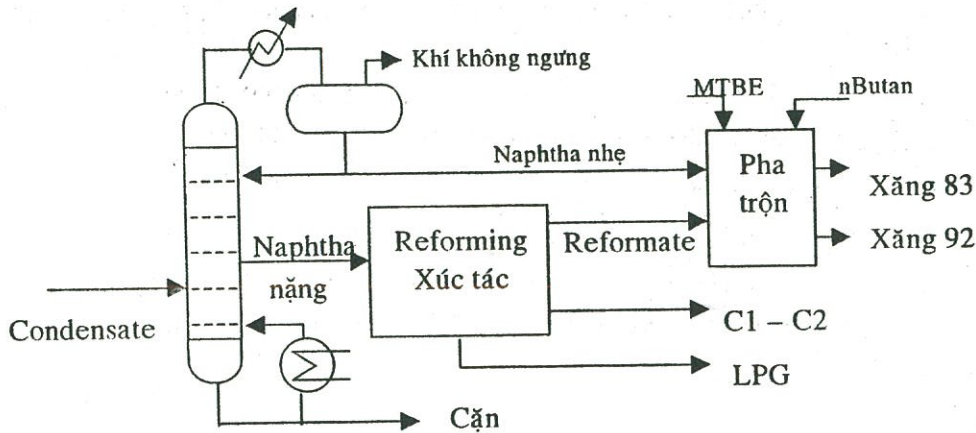 Khí không ngưng
MTBE
nButan
Naphtha nhẹ
Pha
trộn
Xăng 83
Xăng 92
Naphtha
nặng
Reforming
Xúc tác
Reformate
Condensate
C1 – C2
LPG
Cặn